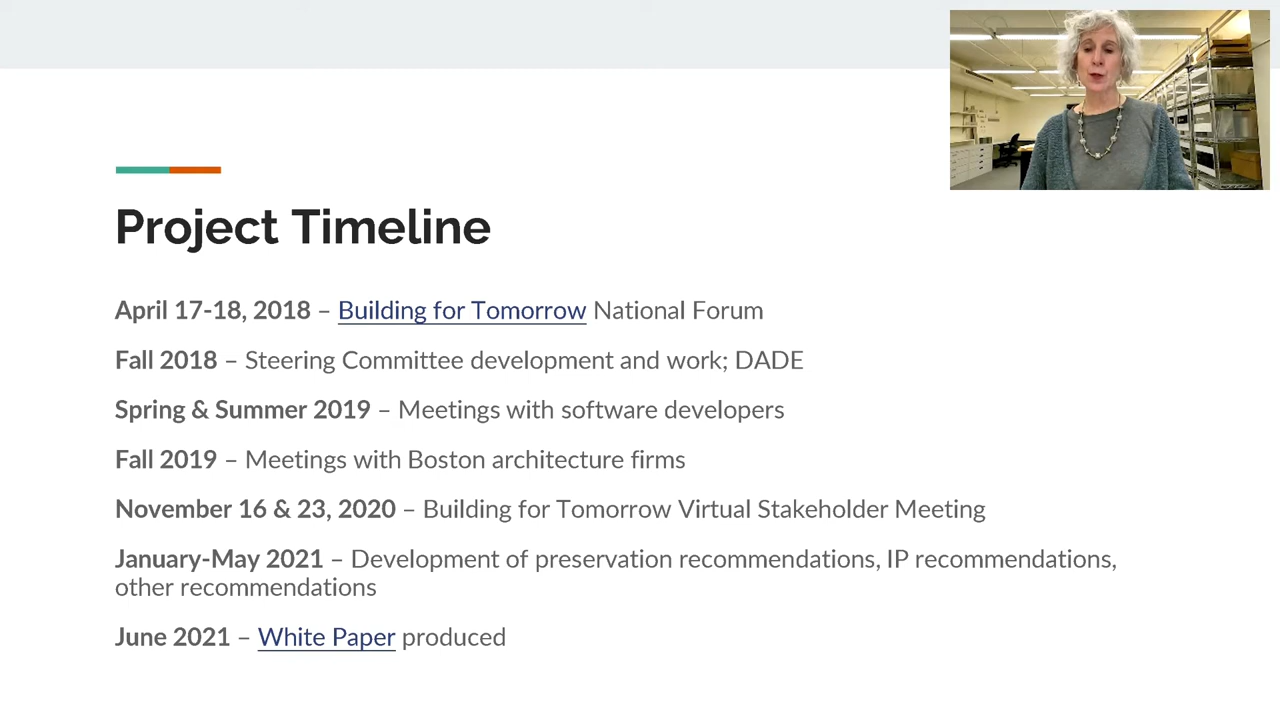 Project Timeline
April 17-18, 2018 – Building for Tomorrow National Forum
Fall 2018 – Steering Committee development and work; DADE
Spring & Summer 2019 – Meetings with software developers
Fall 2019 – Meetings with Boston architecture firms
November 16 & 23, 2020 – Building for Tomorrow Virtual Stakeholder Meeting
January-May 2021 – Development of preservation recommendations, IP recommendations,
other recommendations
June 2021 – White Paper produced